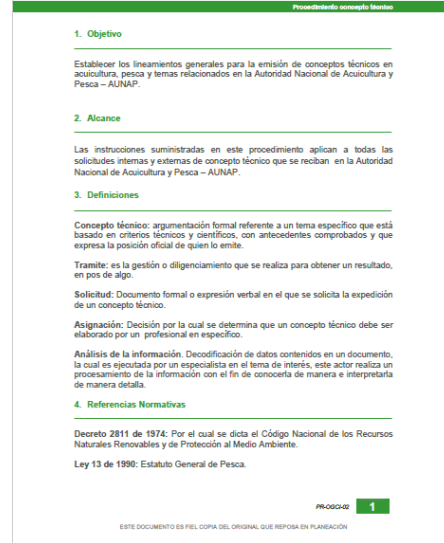 Procedimiento concepto técnico
1. Objetivo
Establecer los lineamientos generales para la emisión de conceptos técnicos en
acuicultura, pesca y temas relacionados en la Autoridad Nacional de Acuicultura y
Pesca – AUNAP.
2. Alcance
Las instrucciones suministradas en este procedimiento aplican a todas las
solicitudes internas y externas de concepto técnico que se reciban en la Autoridad
Nacional de Acuicultura y Pesca – AUNAP.
3. Definiciones
Concepto técnico: argumentación formal referente a un tema específico que está
basado en criterios técnicos y científicos, con antecedentes comprobados y que
expresa la posición oficial de quien lo emite.
Tramite: es la gestión o diligenciamiento que se realiza para obtener un resultado,
en pos de algo.
Solicitud: Documento formal o expresión verbal en el que se solicita la expedición
de un concepto técnico.
Asignación: Decisión por la cual se determina que un concepto técnico debe ser
elaborado por un profesional en específico.
Análisis de la información. Decodificación de datos contenidos en un documento,
la cual es ejecutada por un especialista en el tema de interés, este actor realiza un
procesamiento de la información con el fin de conocerla de manera e interpretarla
de manera detalla.
4. Referencias Normativas
Decreto 2811 de 1974: Por el cual se dicta el Código Nacional de los Recursos
Naturales Renovables y de Protección al Medio Ambiente.
Ley 13 de 1990: Estatuto General de Pesca.
PR-OGCI-02 1
ESTE DOCUMENTO ES FIEL COPIA DEL ORIGINAL QUE REPOSA EN PLANEACIÓN